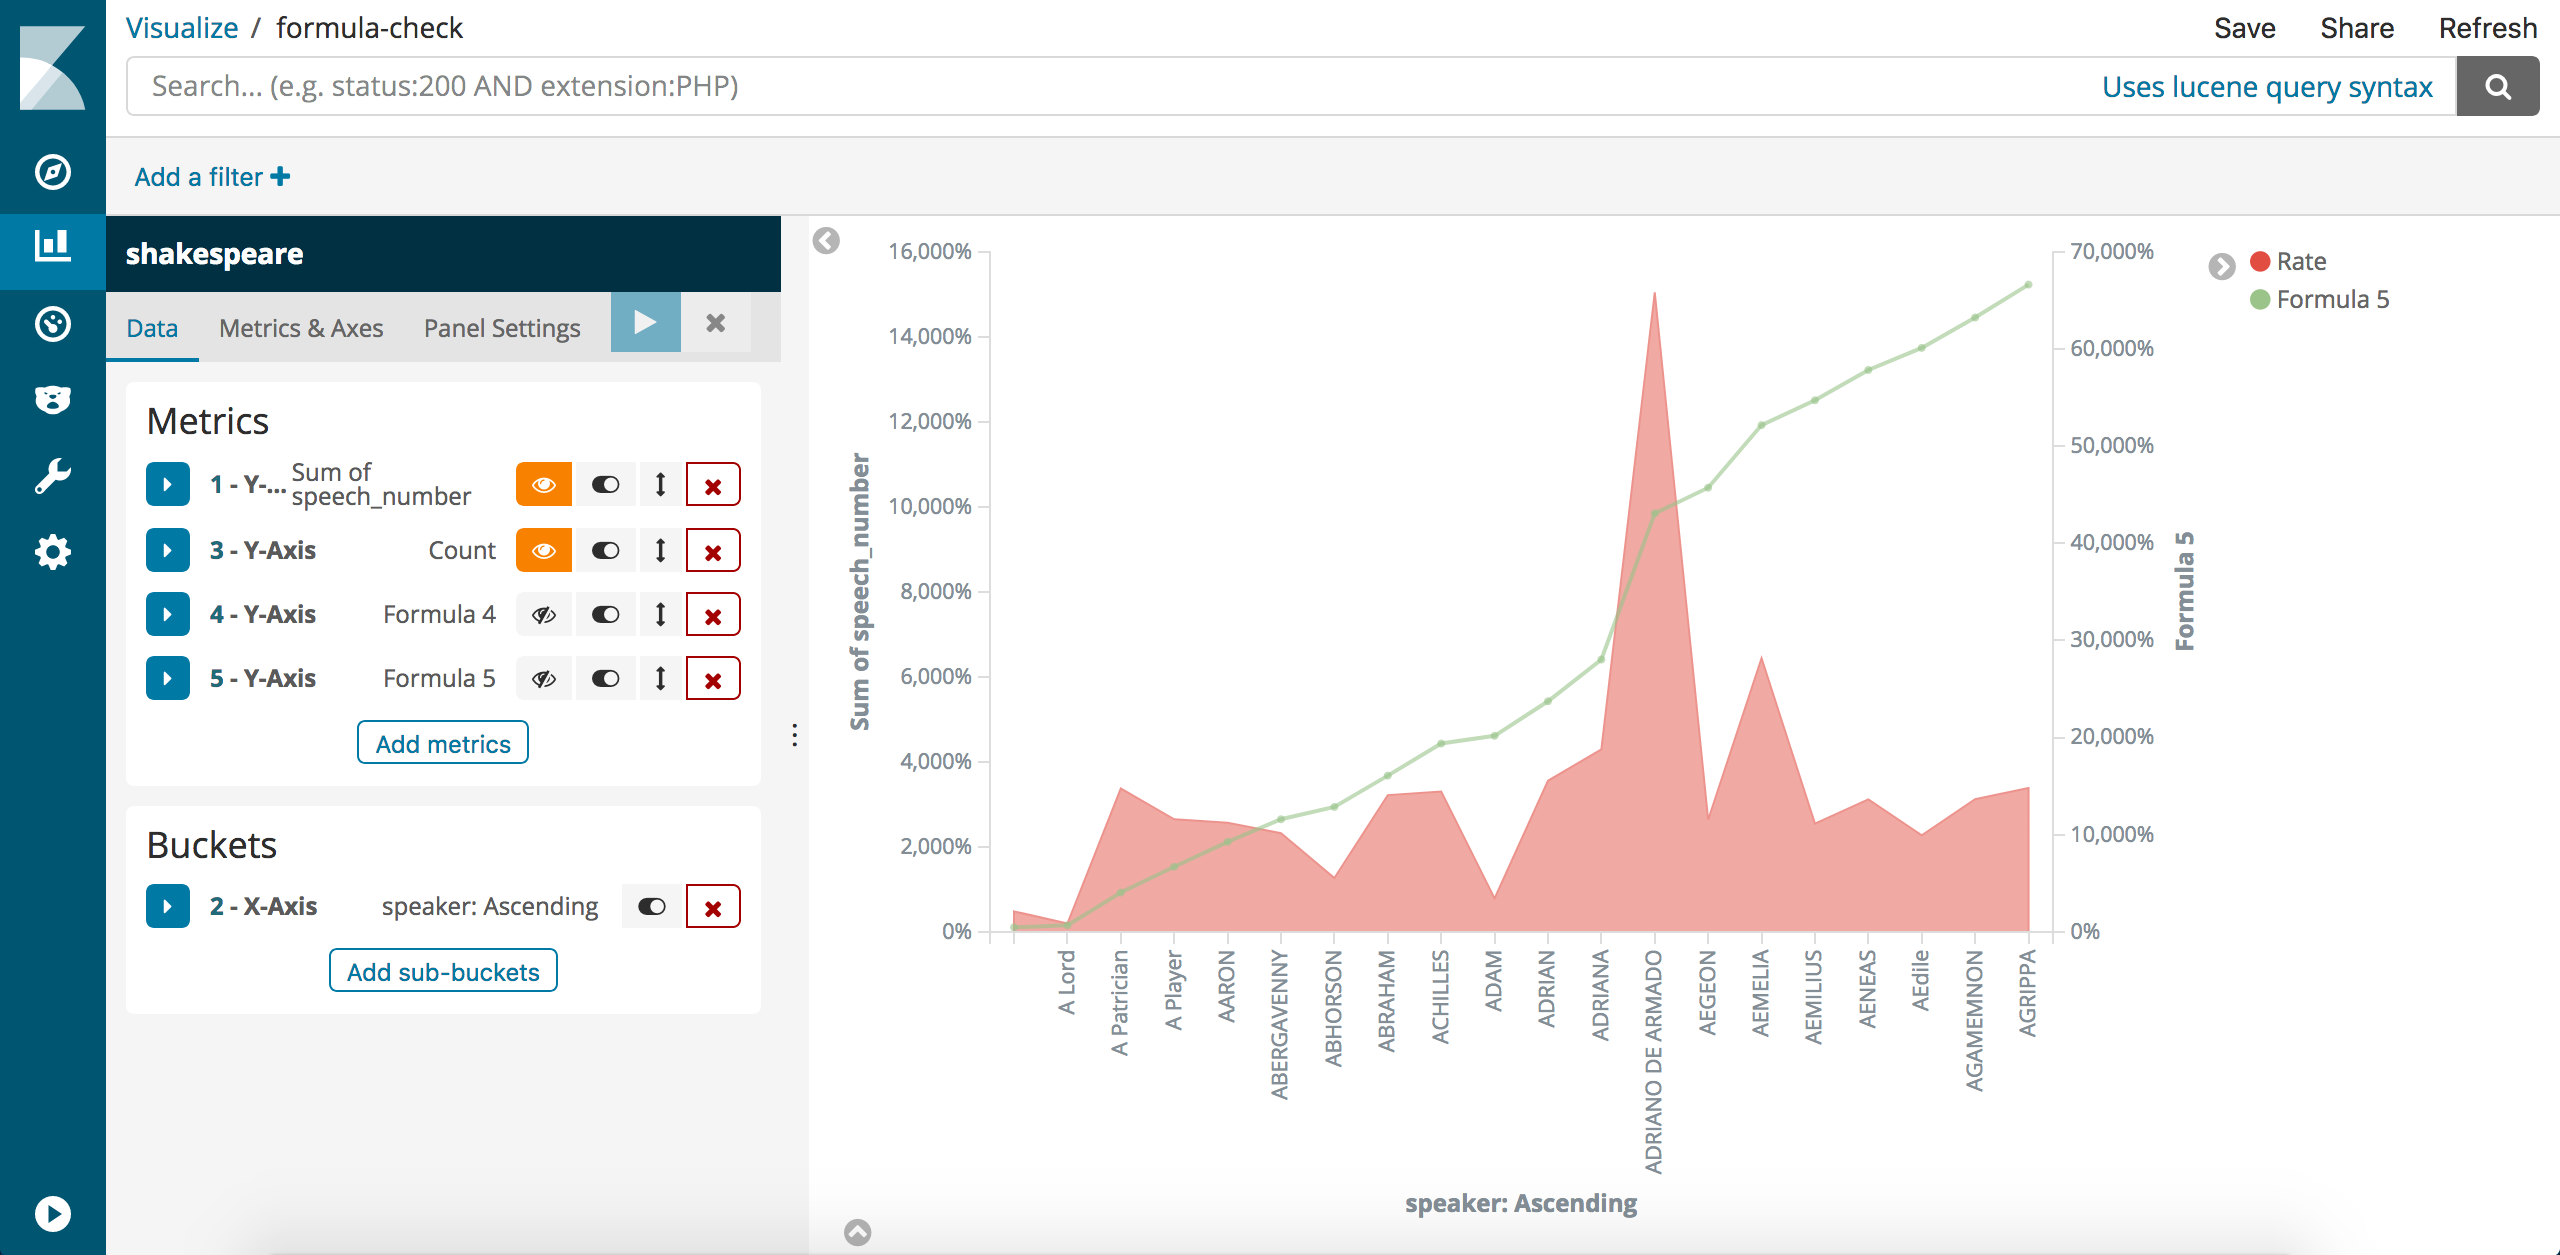 Visualize / formula-check
Save Share Refresh
Search... (e.g. status:200 AND extension:PHP)
Uses lucene query syntax
Add a filter
shakespeare
Data Metrics & Axes Panel Settings
Metrics
1 - Y-... Sum of speech_number
3 - Y-Axis Count
4 - Y-Axis Formula 4
5 - Y-Axis Formula 5
Add metrics
Buckets
2 - X-Axis speaker: Ascending
Add sub-buckets
Sum of speech_number
16,000%
14,000%
12,000%
10,000%
8,000%
6,000%
4,000%
2,000%
0%
A Lord
A Patrician
A Player
AARON
ABERGAVENNY
ABHORSON
ABRAHAM
ACHILLES
ADAM
ADRIAN
ADRIANA
ADRIANO DE ARMADO
AEGEON
AEMELIA
AEMILIUS
AENEAS
AEdile
AGAMEMNON
AGRIPPA
speaker: Ascending
70,000%
60,000%
50,000%
40,000%
30,000%
20,000%
10,000%
0%
Formula 5
Rate
Formula 5